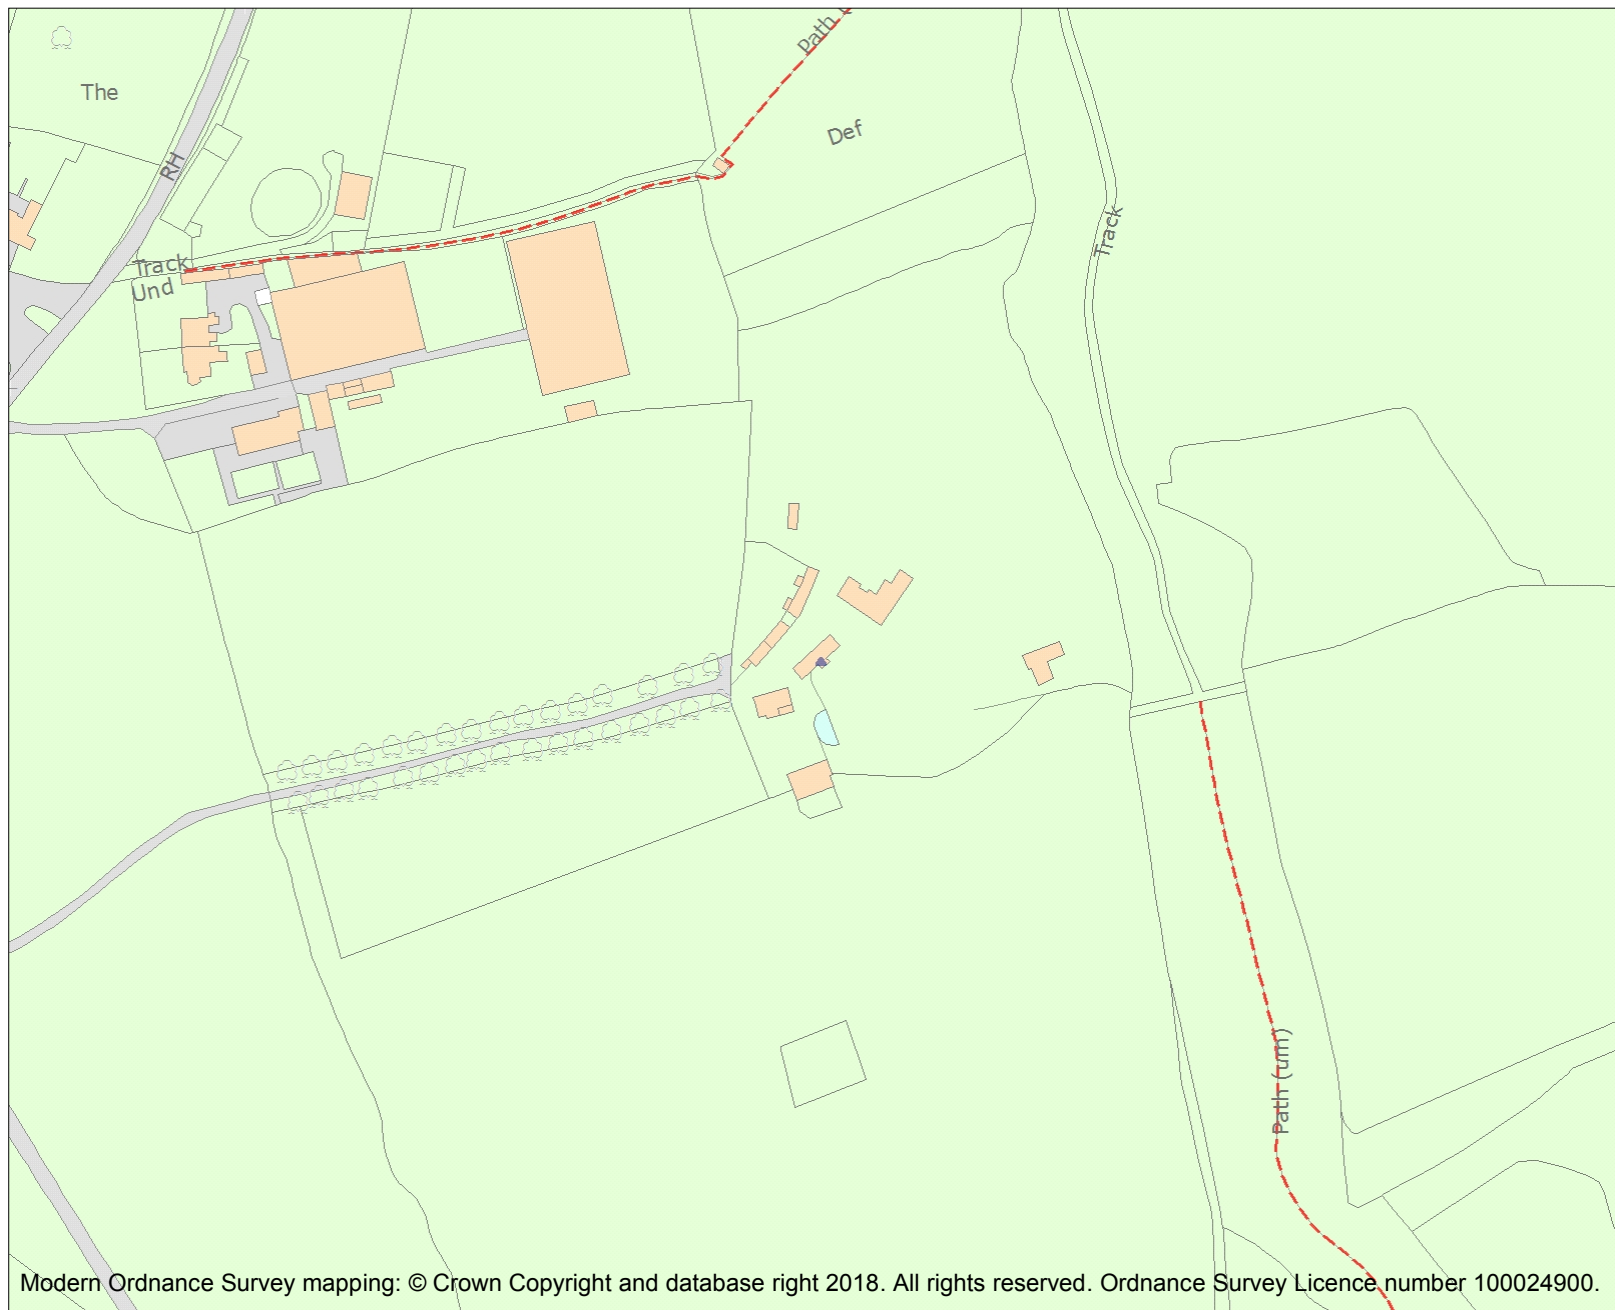 Path
The
Def
RH
Track
Track
Und
Path (um)
Modern Ordnance Survey mapping: © Crown Copyright and database right 2018. All rights reserved. Ordnance Survey Licence number 100024900.